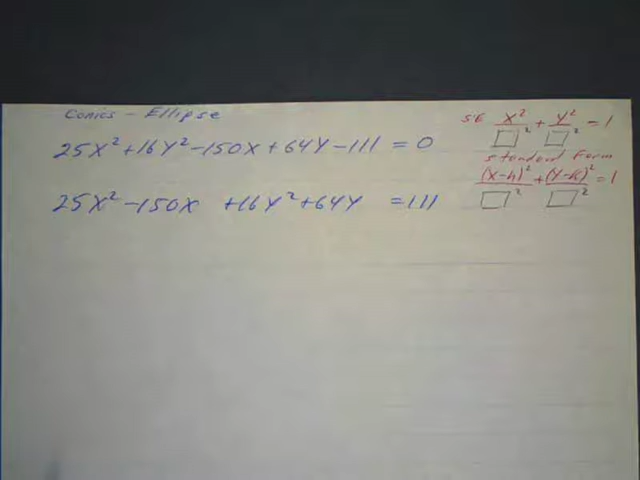 Conics - Ellipse
25X² + 16Y² - 150X + 64Y - 111 = 0
25X² - 150X + 16Y² + 64Y = 111
SF X²/□² + Y²/□² = 1
Standard Form
(X-h)²/□² + (Y-K)²/□² = 1